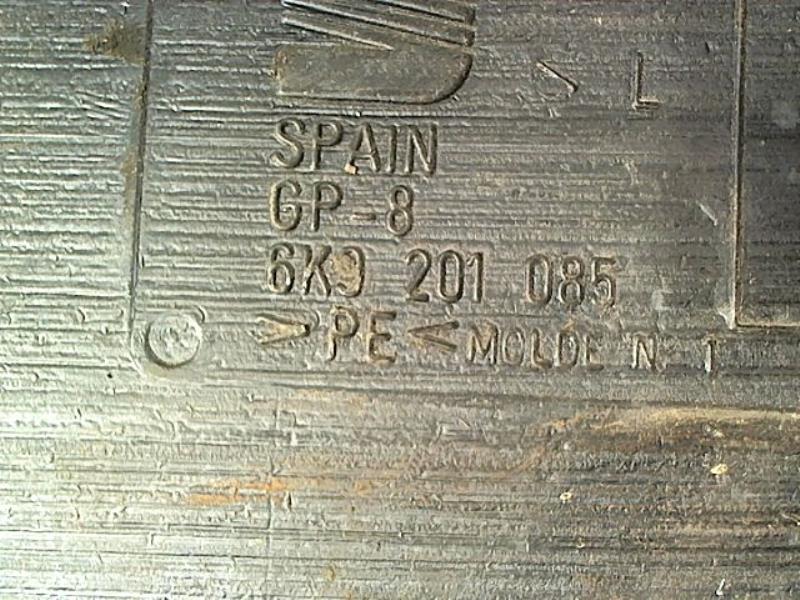 > L
SPAIN
GP-8
6K9 201 085
>PE< MOLDE Nº 1